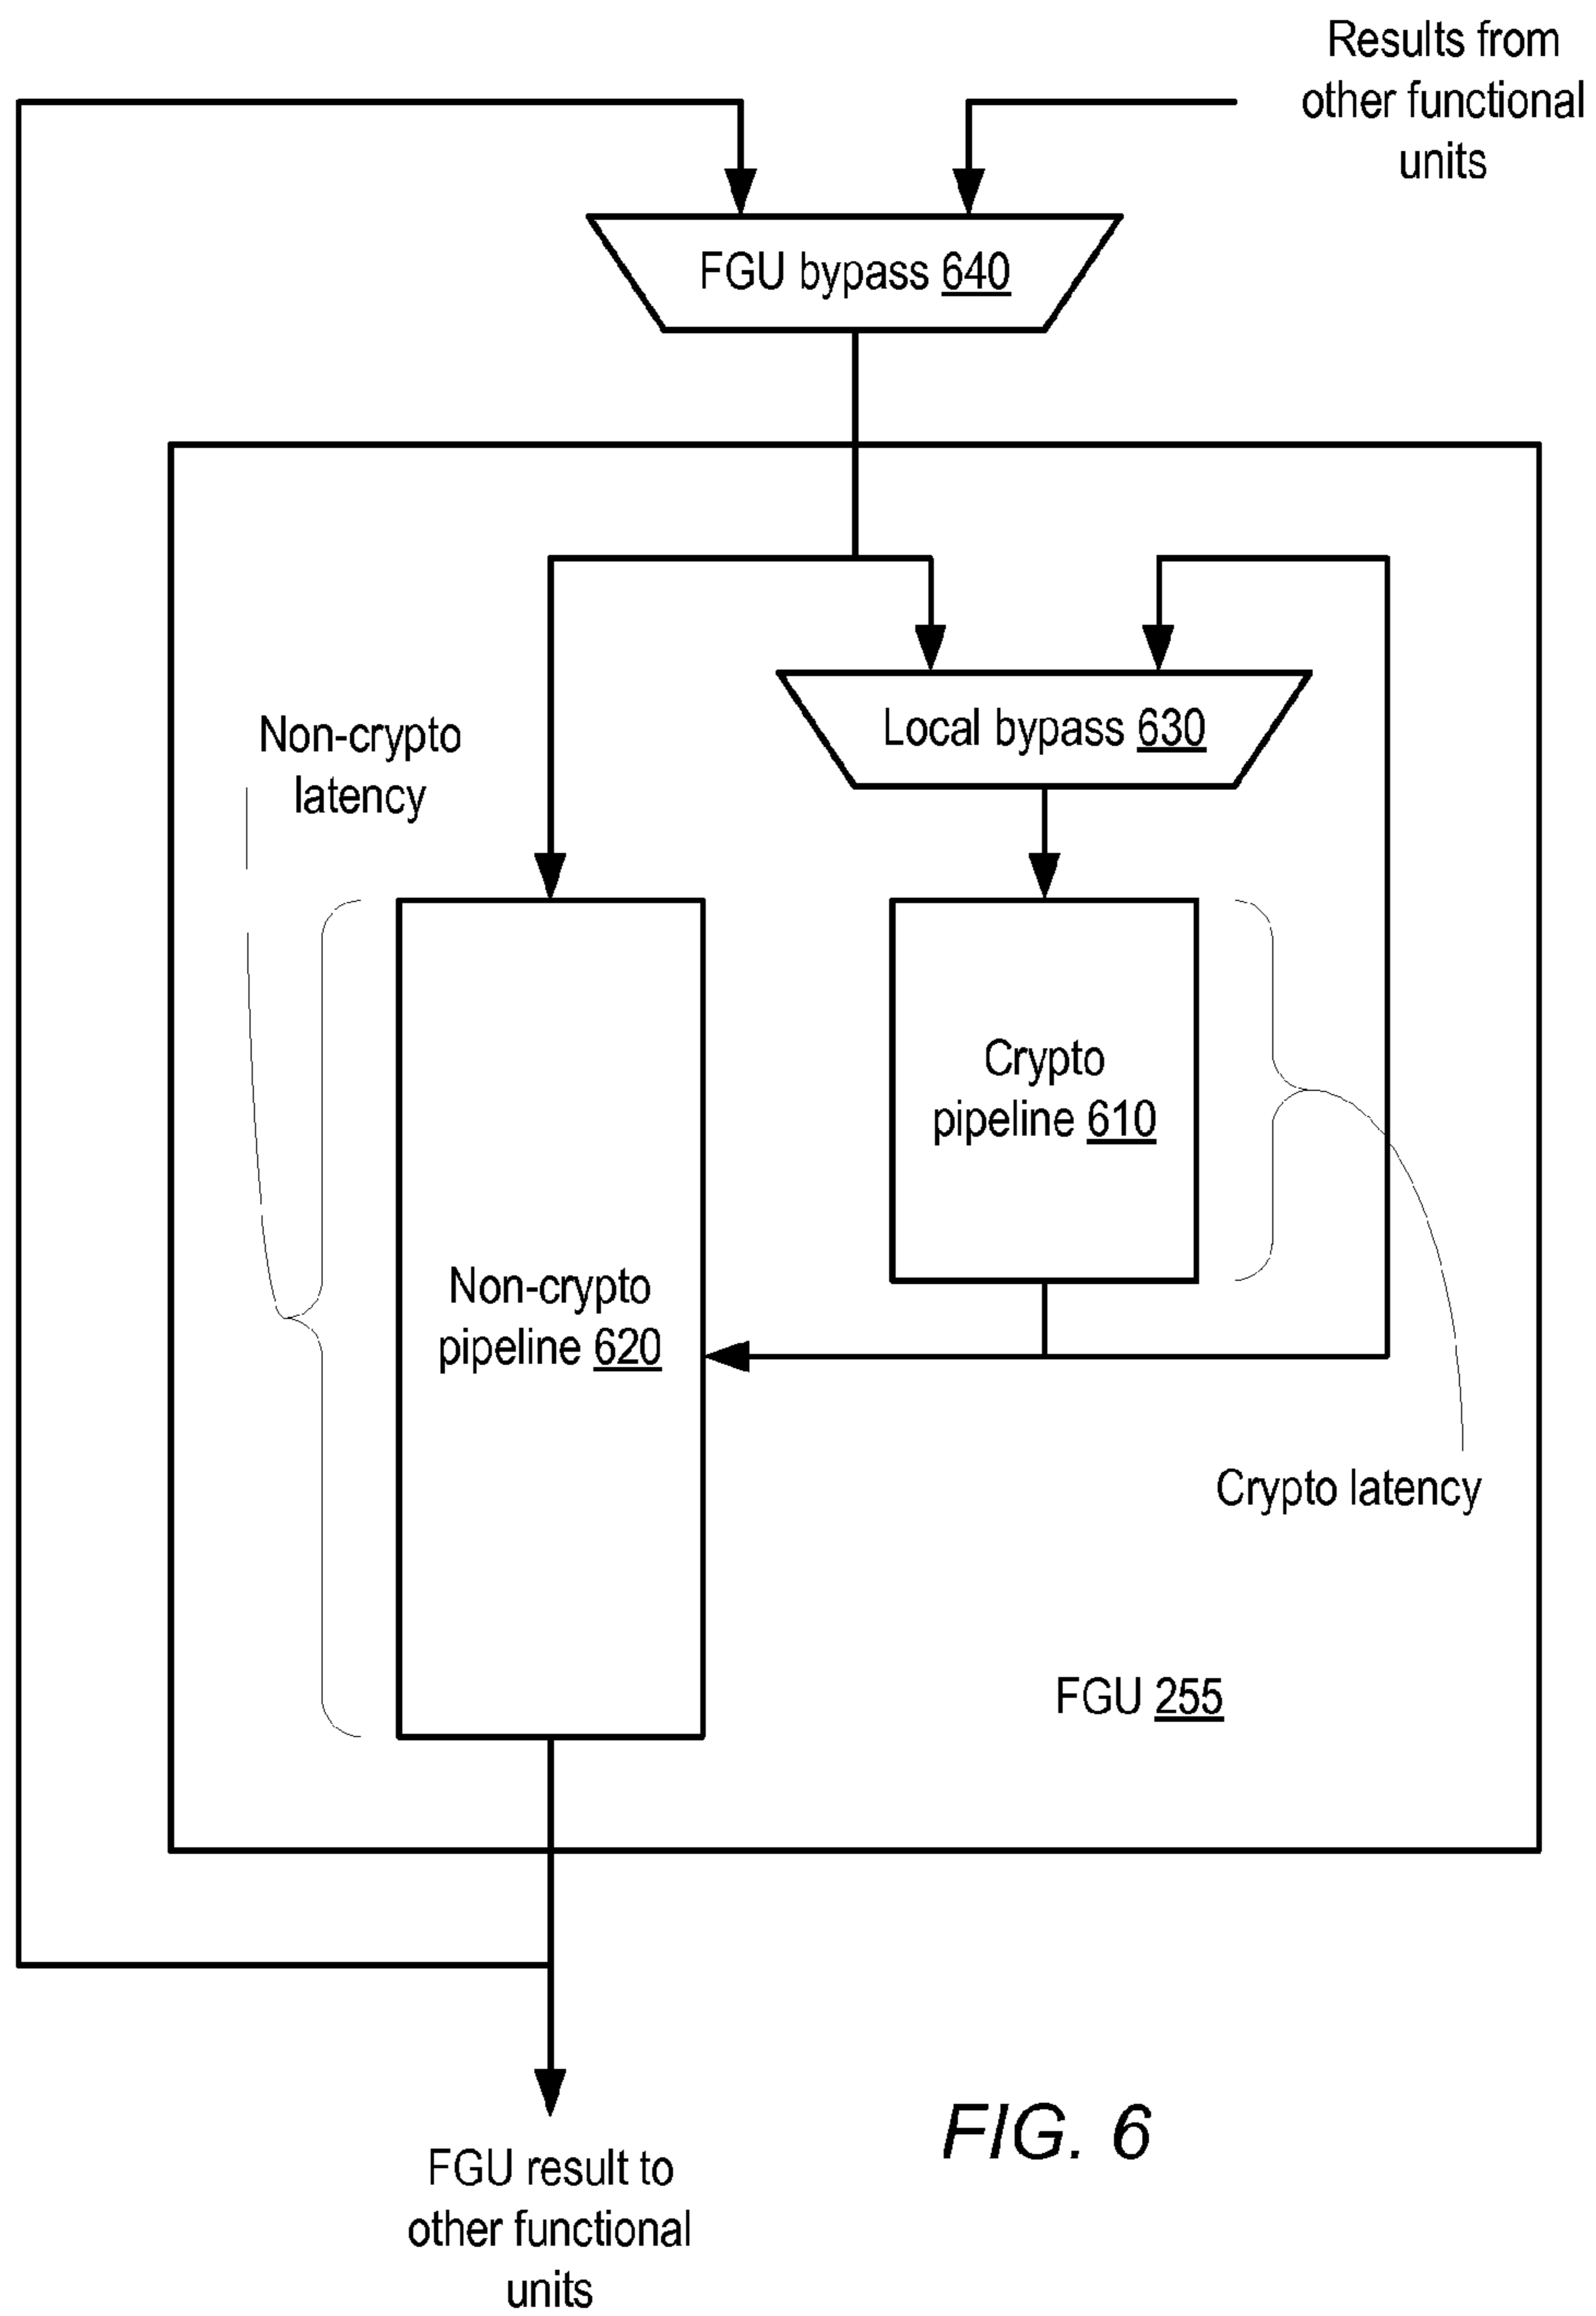 Results from
other functional
units
FGU bypass 640
Non-crypto
latency
Local bypass 630
Crypto
pipeline 610
Non-crypto
pipeline 620
Crypto latency
FGU 255
FGU result to
other functional
units
FIG. 6